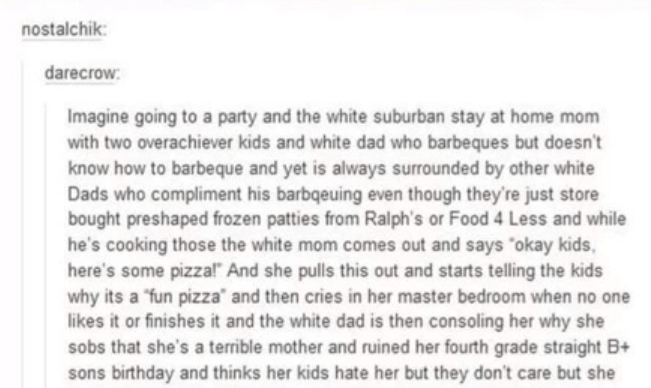 nostalchik:
darecrow:
Imagine going to a party and the white suburban stay at home mom
with two overachiever kids and white dad who barbeques but doesn't
know how to barbeque and yet is always surrounded by other white
Dads who compliment his barbqeuing even though they're just store
bought preshaped frozen patties from Ralph's or Food 4 Less and while
he's cooking those the white mom comes out and says "okay kids,
here's some pizza!" And she pulls this out and starts telling the kids
why its a "fun pizza" and then cries in her master bedroom when no one
likes it or finishes it and the white dad is then consoling her why she
sobs that she's a terrible mother and ruined her fourth grade straight B+
sons birthday and thinks her kids hate her but they don't care but she